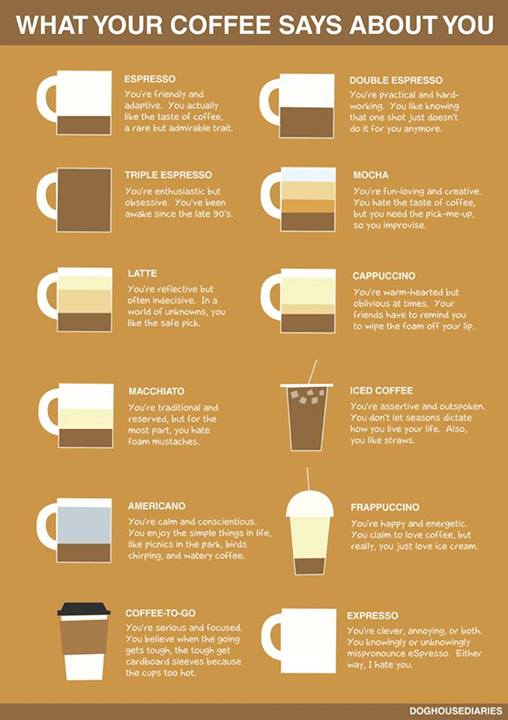 WHAT YOUR COFFEE SAYS ABOUT YOU
ESPRESSO
You're friendly and
adaptive. You actually
like the taste of coffee,
a rare but admirable trait.
DOUBLE ESPRESSO
You're practical and hard-
working. You like knowing
that one shot just doesn't
do it for you anymore.
TRIPLE ESPRESSO
You're enthusiastic but
obsessive. You've been
awake since the late 90's.
MOCHA
You're fun-loving and creative.
You hate the taste of coffee,
but you need the pick-me-up,
so you improvise.
LATTE
You're reflective but
often indecisive. In a
world of unknowns, you
like the safe pick.
CAPPUCCINO
You're warm-hearted but
oblivious at times. Your
friends have to remind you
to wipe the foam off your lip.
MACCHIATO
You're traditional and
reserved, but for the
most part, you hate
foam mustaches.
ICED COFFEE
You're assertive and outspoken.
You don't let seasons dictate
how you live your life. Also,
you like straws.
AMERICANO
You're calm and conscientious.
You enjoy the simple things in life,
like picnics in the park, birds
chirping, and watery coffee.
FRAPPUCCINO
You're happy and energetic.
You claim to love coffee, but
really, you just love ice cream.
COFFEE-TO-GO
You're serious and focused.
You believe when the going
gets tough, the tough get
cardboard sleeves because
the cups too hot.
EXPRESSO
You're clever, annoying, or both.
You knowingly or unknowingly
mispronounce eSpresso. Either
way, I hate you.
DOGHOUSEDIARIES